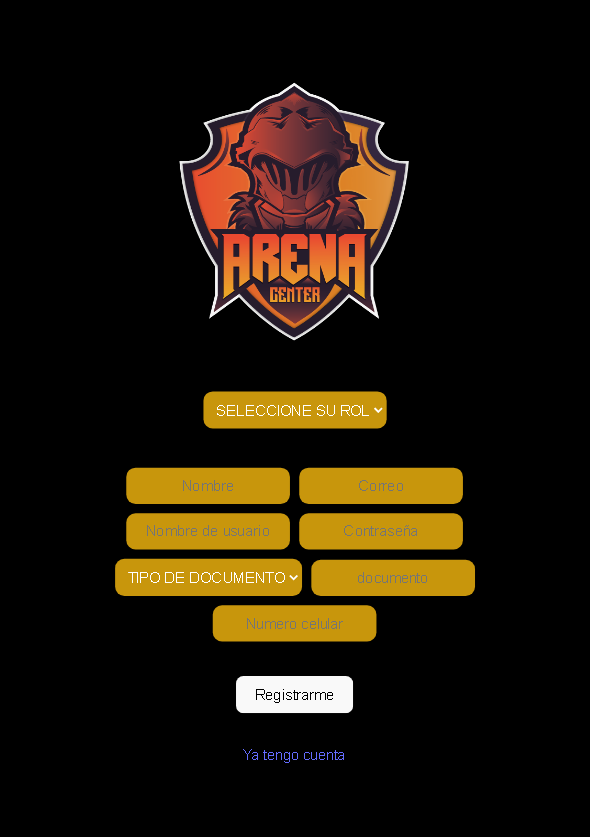 ARENA
CENTER
SELECCIONE SU ROL
Nombre Correo
Nombre de usuario Contraseña
TIPO DE DOCUMENTO documento
Numero celular
Registrarme
Ya tengo cuenta